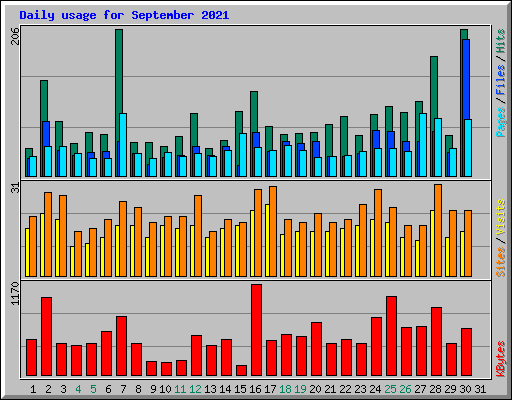 Daily usage for September 2021
206
Pages / Files / Hits
31
Sites / Visits
1170
KBytes
1 2 3 4 5 6 7 8 9 10 11 12 13 14 15 16 17 18 19 20 21 22 23 24 25 26 27 28 29 30 31